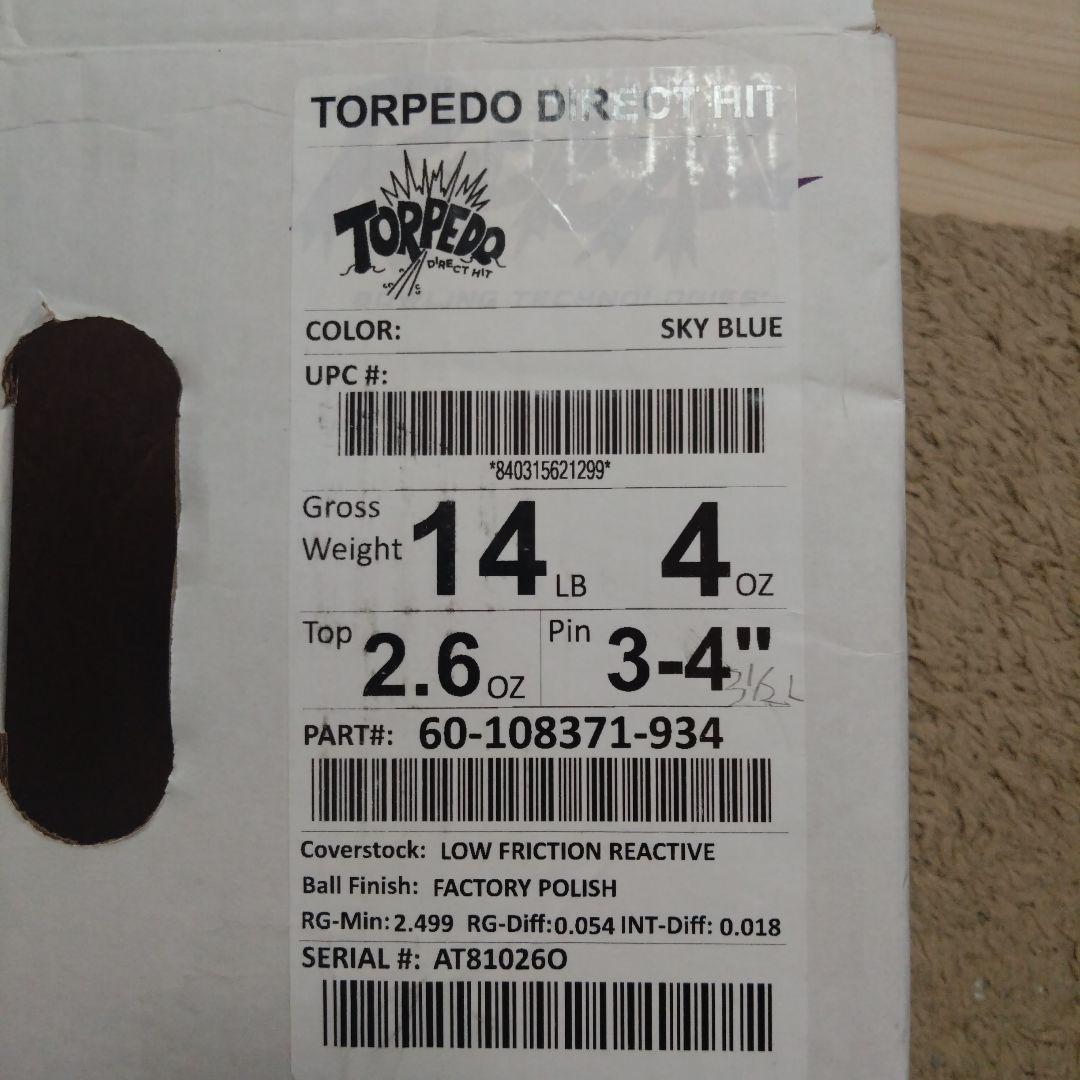 TORPEDO DIRECT HIT
TORPEDO
DIRECT HIT
BOWLING TECHNOLOGIES
COLOR: SKY BLUE
UPC #:
*840315621299*
Gross Weight 14 LB 4 OZ
Top 2.6 OZ Pin 3-4"
PART#: 60-108371-934
Coverstock: LOW FRICTION REACTIVE
Ball Finish: FACTORY POLISH
RG-Min: 2.499 RG-Diff: 0.054 INT-Diff: 0.018
SERIAL #: AT81026O